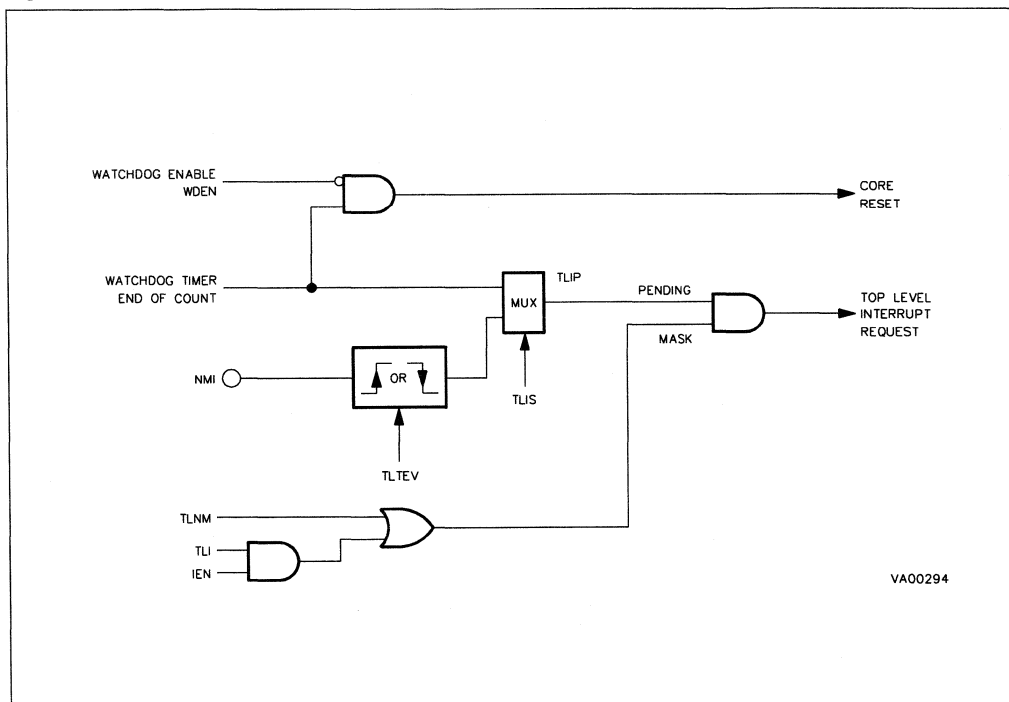 WATCHDOG ENABLE
WDEN
CORE
RESET
WATCHDOG TIMER
END OF COUNT
MUX
TLIP
PENDING
MASK
TOP LEVEL
INTERRUPT
REQUEST
NMI
OR
TLIS
TLTEV
TLNM
TLI
IEN
VA00294